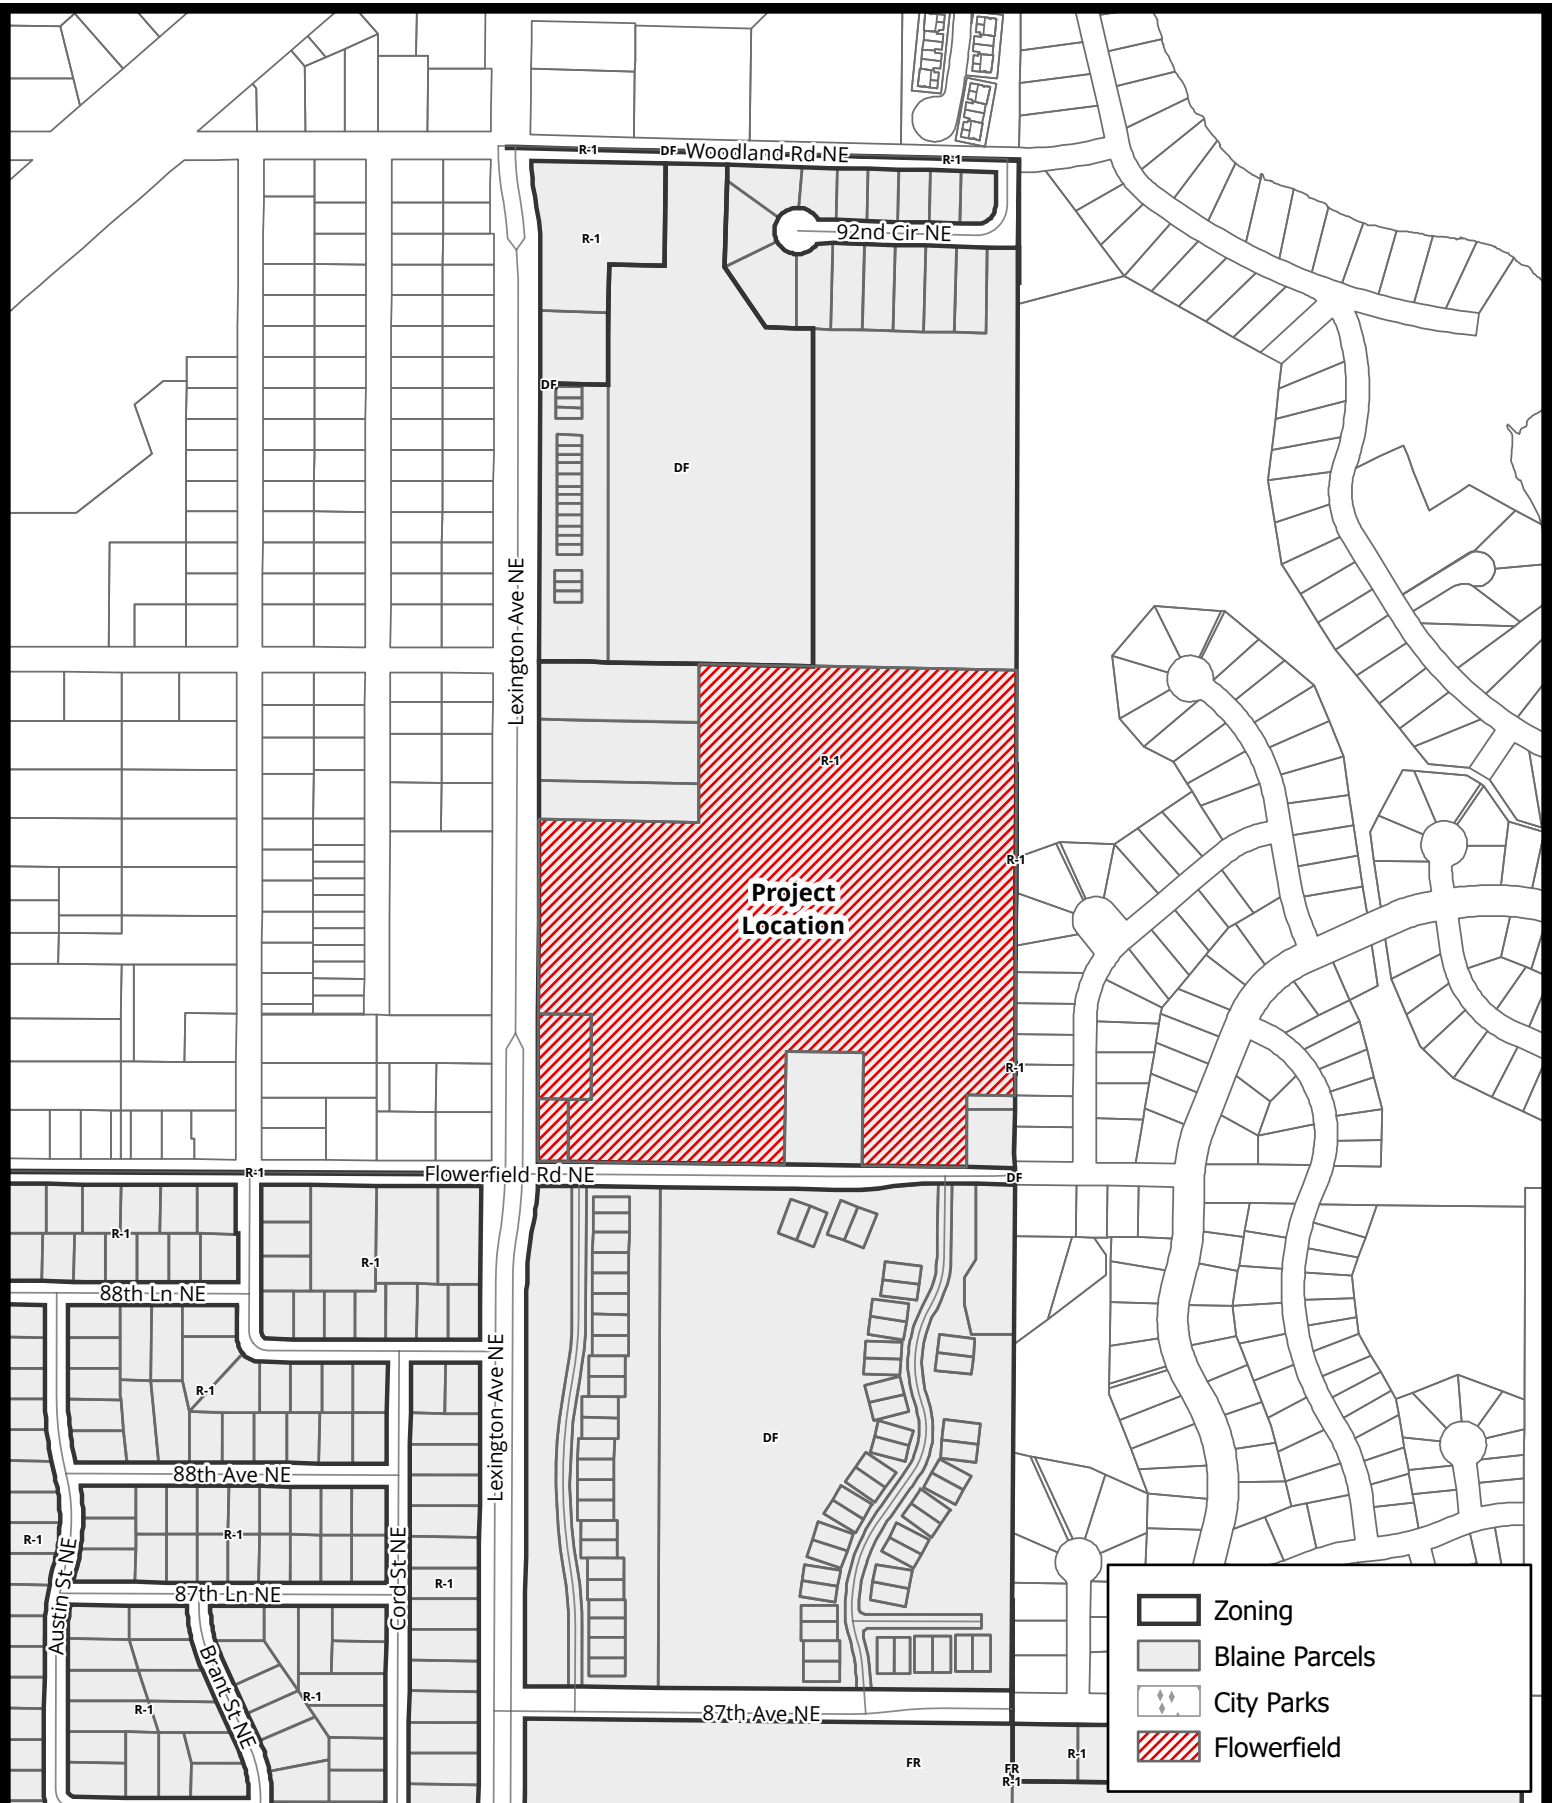 R-1
DF
Woodland Rd NE
R-1
92nd Cir NE
R-1
DF
DF
Lexington Ave NE
R-1
R-1
Project
Location
R-1
R-1
Flowerfield Rd NE
DF
R-1
R-1
88th Ln NE
Lexington Ave NE
R-1
DF
88th Ave NE
R-1
R-1
Austin St NE
Cord St NE
R-1
87th Ln NE
Brant St NE
R-1
R-1
87th Ave NE
FR
FR
R-1
R-1
Zoning
Blaine Parcels
City Parks
Flowerfield